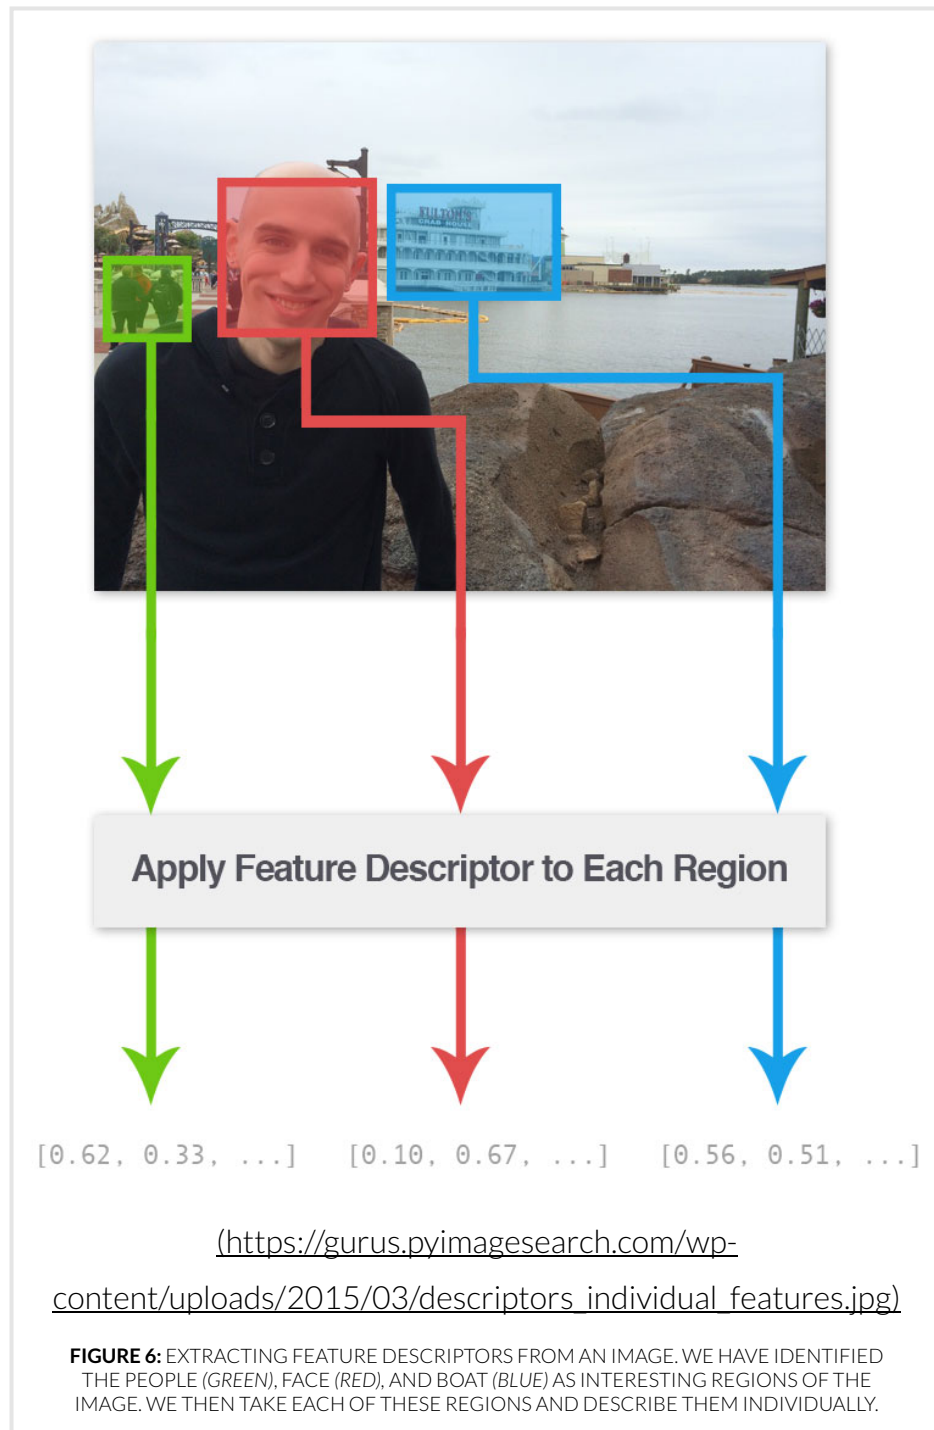 FULTON'S
CRAB HOUSE
Apply Feature Descriptor to Each Region
[0.62, 0.33, ...] [0.10, 0.67, ...] [0.56, 0.51, ...]
(https://gurus.pyimagesearch.com/wp-
content/uploads/2015/03/descriptors_individual_features.jpg)
FIGURE 6: EXTRACTING FEATURE DESCRIPTORS FROM AN IMAGE. WE HAVE IDENTIFIED
THE PEOPLE (GREEN), FACE (RED), AND BOAT (BLUE) AS INTERESTING REGIONS OF THE
IMAGE. WE THEN TAKE EACH OF THESE REGIONS AND DESCRIBE THEM INDIVIDUALLY.